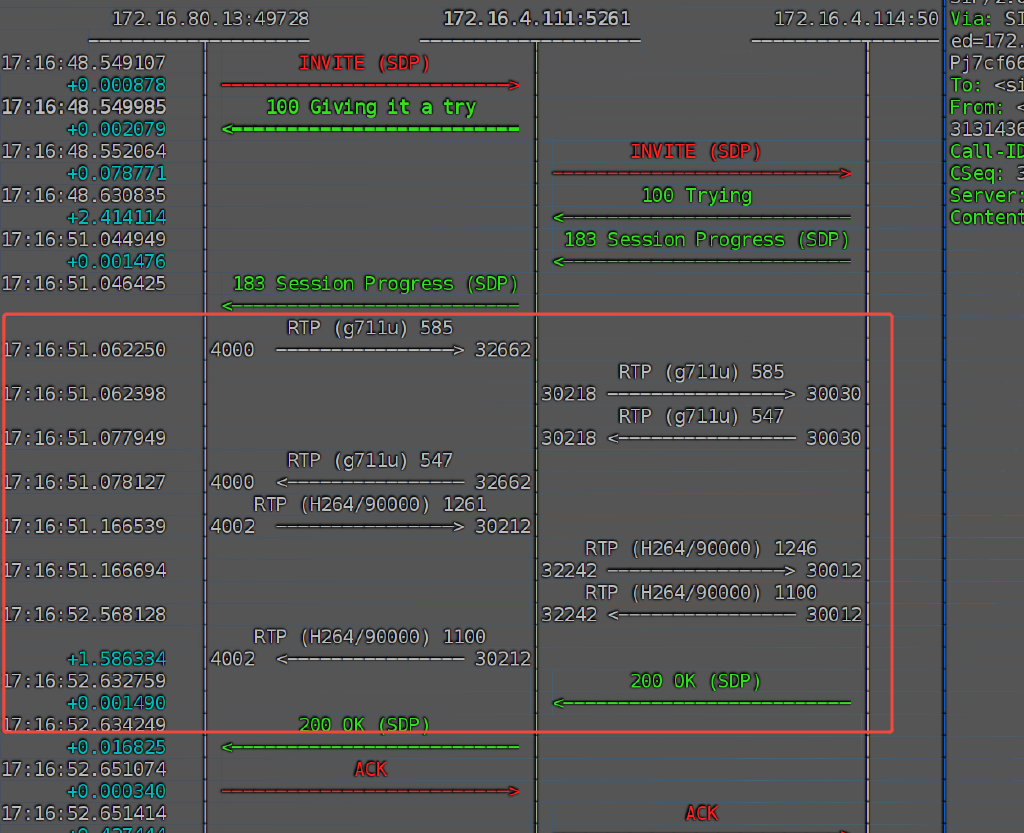 172.16.80.13:49728 172.16.4.111:5261 172.16.4.114:50
Via: SI
ed=172.
17:16:48.549107 INVITE (SDP) Pj7cf66
+0.000878 To: <si
17:16:48.549985 100 Giving it a try From: <
+0.002079 3131436
17:16:48.552064 INVITE (SDP) Call-ID
+0.078771 CSeq: 3
17:16:48.630835 100 Trying Server:
+2.414114 Content
17:16:51.044949 183 Session Progress (SDP)
+0.001476
17:16:51.046425 183 Session Progress (SDP)
RTP (g711u) 585
17:16:51.062250 4000 ————————> 32662
RTP (g711u) 585
17:16:51.062398 30218 ————————> 30030
RTP (g711u) 547
17:16:51.077949 30218 <———————— 30030
RTP (g711u) 547
17:16:51.078127 4000 <———————— 32662
RTP (H264/90000) 1261
17:16:51.166539 4002 ————————> 30212
RTP (H264/90000) 1246
17:16:51.166694 32242 ————————> 30012
RTP (H264/90000) 1100
17:16:52.568128 32242 <———————— 30012
RTP (H264/90000) 1100
+1.586334 4002 <———————— 30212
17:16:52.632759 200 OK (SDP)
+0.001490
17:16:52.634249 200 OK (SDP)
+0.016825
17:16:52.651074 ACK
+0.000340
17:16:52.651414 ACK